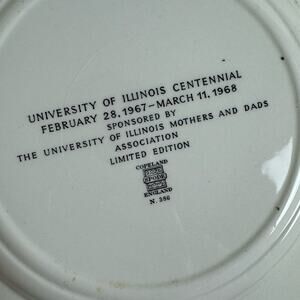 UNIVERSITY OF ILLINOIS CENTENNIAL
FEBRUARY 28, 1967-MARCH 11, 1968
SPONSORED BY
THE UNIVERSITY OF ILLINOIS MOTHERS AND DADS
ASSOCIATION
LIMITED EDITION
COPELAND
SPODE
ENGLAND
N. 386